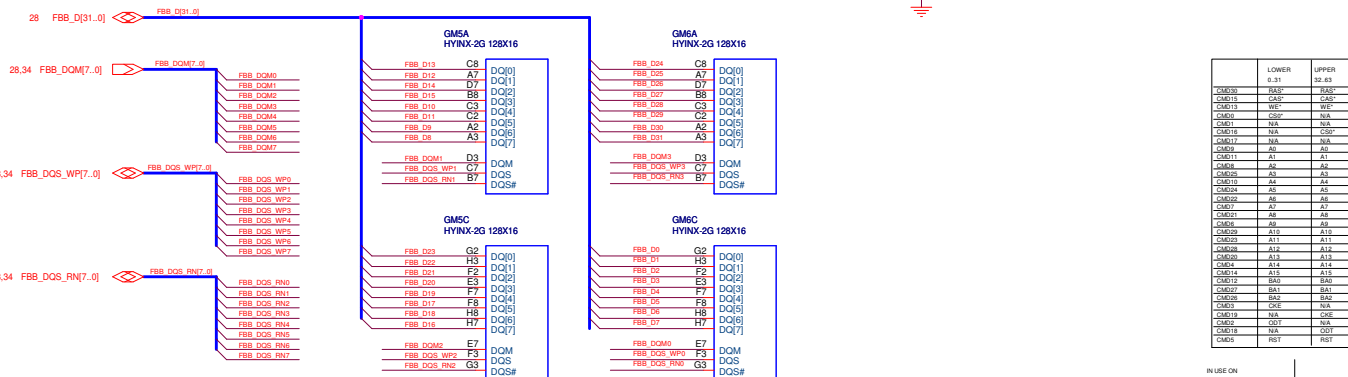 28 FBB_D[31..0] FBB_D[31..0]
28,34 FBB_DQM[7..0] FBB_DQM[7..0]
FBB_DQM0
FBB_DQM1
FBB_DQM2
FBB_DQM3
FBB_DQM4
FBB_DQM5
FBB_DQM6
FBB_DQM7
,34 FBB_DQS_WP[7..0] FBB_DQS_WP[7..0]
FBB_DQS_WP0
FBB_DQS_WP1
FBB_DQS_WP2
FBB_DQS_WP3
FBB_DQS_WP4
FBB_DQS_WP5
FBB_DQS_WP6
FBB_DQS_WP7
,34 FBB_DQS_RN[7..0] FBB_DQS_RN[7..0]
FBB_DQS_RN0
FBB_DQS_RN1
FBB_DQS_RN2
FBB_DQS_RN3
FBB_DQS_RN4
FBB_DQS_RN5
FBB_DQS_RN6
FBB_DQS_RN7
GM5A
HYINX-2G 128X16
FBB_D13 C8 DQ[0]
FBB_D12 A7 DQ[1]
FBB_D14 D7 DQ[2]
FBB_D15 B8 DQ[3]
FBB_D10 C3 DQ[4]
FBB_D11 C2 DQ[5]
FBB_D9 A2 DQ[6]
FBB_D8 A3 DQ[7]
FBB_DQM1 D3 DQM
FBB_DQS_WP1 C7 DQS
FBB_DQS_RN1 B7 DQS#
GM5C
HYINX-2G 128X16
FBB_D23 G2 DQ[0]
FBB_D22 H3 DQ[1]
FBB_D21 F2 DQ[2]
FBB_D20 E3 DQ[3]
FBB_D19 F7 DQ[4]
FBB_D17 F8 DQ[5]
FBB_D18 H8 DQ[6]
FBB_D16 H7 DQ[7]
FBB_DQM2 E7 DQM
FBB_DQS_WP2 F3 DQS
FBB_DQS_RN2 G3 DQS#
GM6A
HYINX-2G 128X16
FBB_D24 C8 DQ[0]
FBB_D25 A7 DQ[1]
FBB_D26 D7 DQ[2]
FBB_D27 B8 DQ[3]
FBB_D28 C3 DQ[4]
FBB_D29 C2 DQ[5]
FBB_D30 A2 DQ[6]
FBB_D31 A3 DQ[7]
FBB_DQM3 D3 DQM
FBB_DQS_WP3 C7 DQS
FBB_DQS_RN3 B7 DQS#
GM6C
HYINX-2G 128X16
FBB_D0 G2 DQ[0]
FBB_D1 H3 DQ[1]
FBB_D2 F2 DQ[2]
FBB_D3 E3 DQ[3]
FBB_D4 F7 DQ[4]
FBB_D5 F8 DQ[5]
FBB_D6 H8 DQ[6]
FBB_D7 H7 DQ[7]
FBB_DQM0 E7 DQM
FBB_DQS_WP0 F3 DQS
FBB_DQS_RN0 G3 DQS#
LOWER UPPER
0..31 32..63
CMD30 RAS* RAS*
CMD15 CAS* CAS*
CMD13 WE* WE*
CMD0 CS0* N/A
CMD1 N/A N/A
CMD16 N/A CS0*
CMD17 N/A N/A
CMD9 A0 A0
CMD11 A1 A1
CMD8 A2 A2
CMD25 A3 A3
CMD10 A4 A4
CMD24 A5 A5
CMD22 A6 A6
CMD7 A7 A7
CMD21 A8 A8
CMD6 A9 A9
CMD29 A10 A10
CMD23 A11 A11
CMD28 A12 A12
CMD20 A13 A13
CMD4 A14 A14
CMD14 A15 A15
CMD12 BA0 BA0
CMD27 BA1 BA1
CMD26 BA2 BA2
CMD3 CKE N/A
CMD19 N/A CKE
CMD2 ODT N/A
CMD18 N/A ODT
CMD5 RST RST
IN USE ON